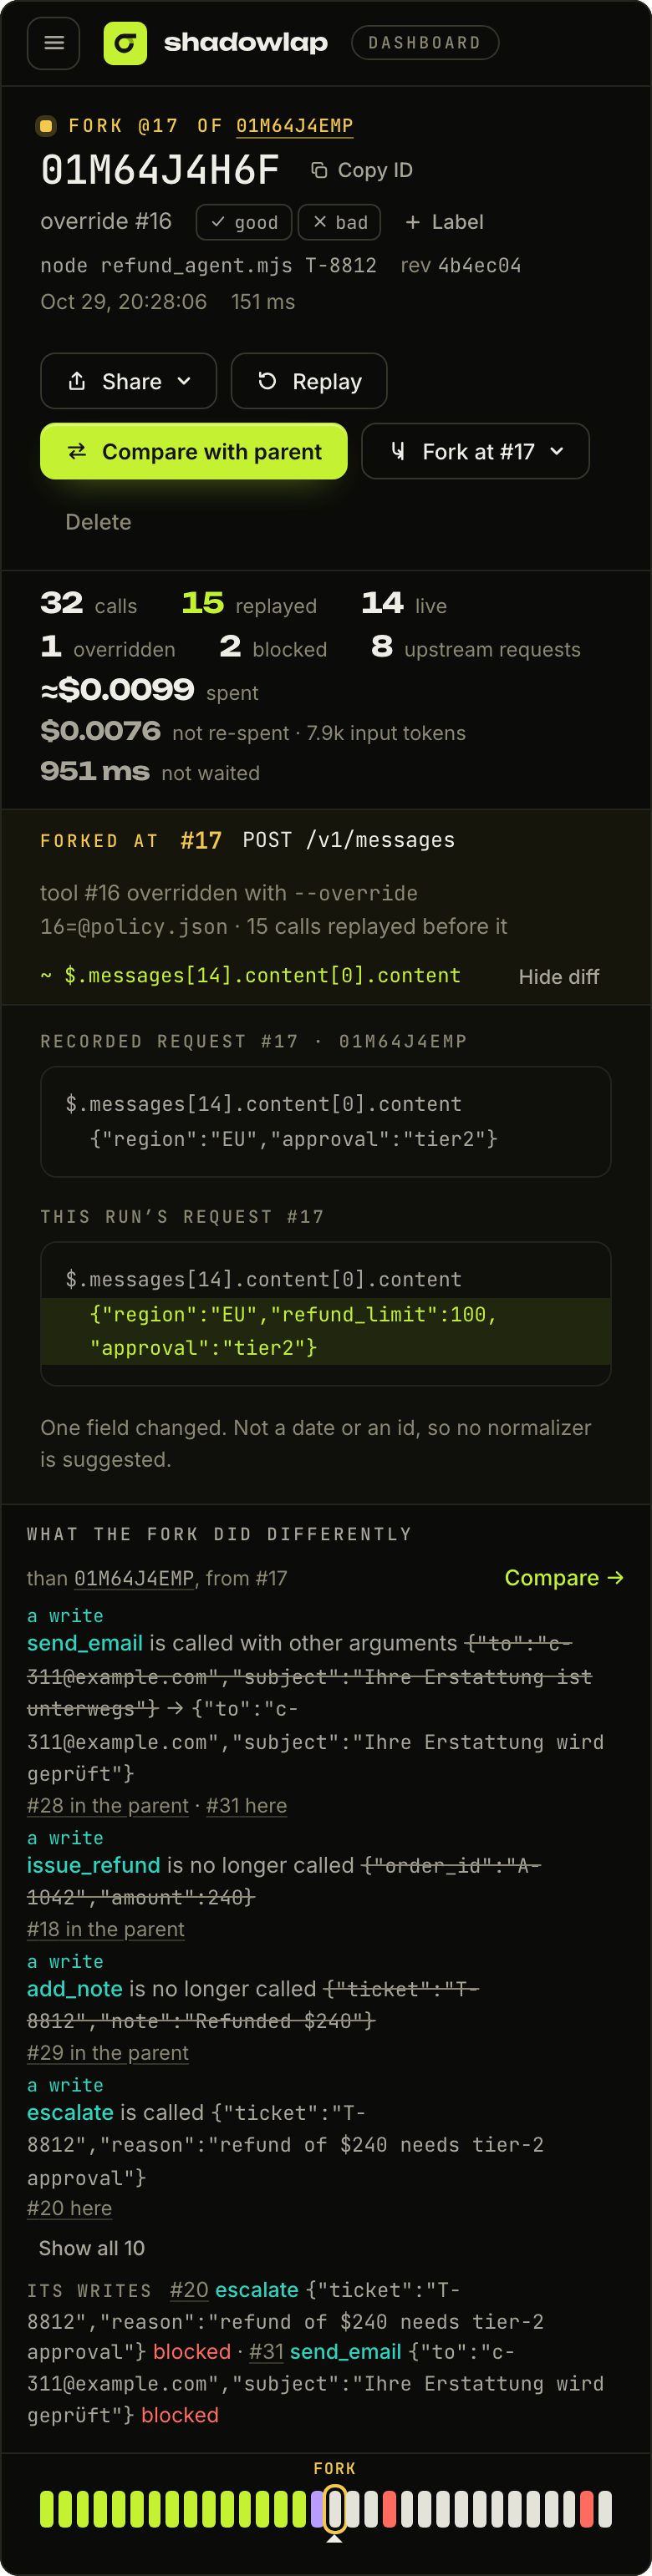 shadowlap DASHBOARD
FORK @17 OF 01M64J4EMP
01M64J4H6F Copy ID
override #16 good bad + Label
node refund_agent.mjs T-8812 rev 4b4ec04
Oct 29, 20:28:06 151 ms
Share Replay
Compare with parent Fork at #17
Delete
32 calls 15 replayed 14 live
1 overridden 2 blocked 8 upstream requests
≈$0.0099 spent
$0.0076 not re-spent · 7.9k input tokens
951 ms not waited
FORKED AT #17 POST /v1/messages
tool #16 overridden with --override
16=@policy.json · 15 calls replayed before it
~ $.messages[14].content[0].content Hide diff
RECORDED REQUEST #17 · 01M64J4EMP
$.messages[14].content[0].content
{"region":"EU","approval":"tier2"}
THIS RUN’S REQUEST #17
$.messages[14].content[0].content
{"region":"EU","refund_limit":100,
"approval":"tier2"}
One field changed. Not a date or an id, so no normalizer
is suggested.
WHAT THE FORK DID DIFFERENTLY
than 01M64J4EMP, from #17 Compare →
a write
send_email is called with other arguments {"to":"c-
311@example.com","subject":"Ihre Erstattung ist
unterwegs"} → {"to":"c-
311@example.com","subject":"Ihre Erstattung wird
geprüft"}
#28 in the parent · #31 here
a write
issue_refund is no longer called {"order_id":"A-
1042","amount":240}
#18 in the parent
a write
add_note is no longer called {"ticket":"T-
8812","note":"Refunded $240"}
#29 in the parent
a write
escalate is called {"ticket":"T-
8812","reason":"refund of $240 needs tier-2
approval"}
#20 here
Show all 10
ITS WRITES #20 escalate {"ticket":"T-
8812","reason":"refund of $240 needs tier-2
approval"} blocked · #31 send_email {"to":"c-
311@example.com","subject":"Ihre Erstattung wird
geprüft"} blocked
FORK